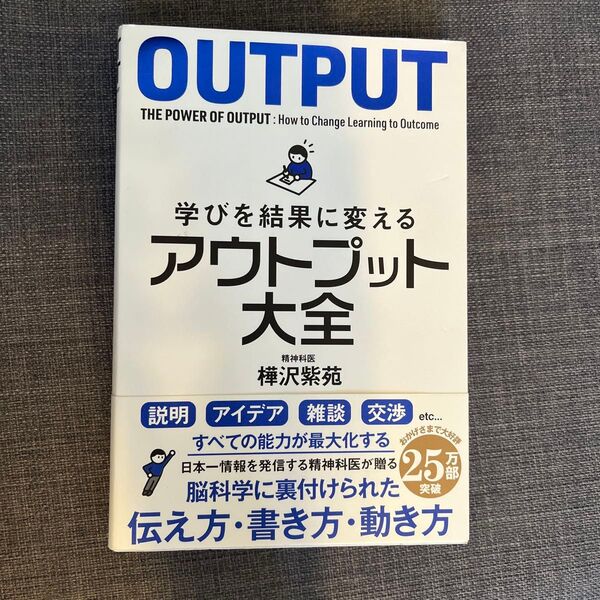 OUTPUT
THE POWER OF OUTPUT : How to Change Learning to Outcome
学びを結果に変える
アウトプット
大全
精神科医
樺沢紫苑
説明 アイデア 雑談 交渉 etc...
すべての能力が最大化する
日本一情報を発信する精神科医が贈る
脳科学に裏付けられた
伝え方・書き方・動き方
おかげさまで大好評
25万部
突破